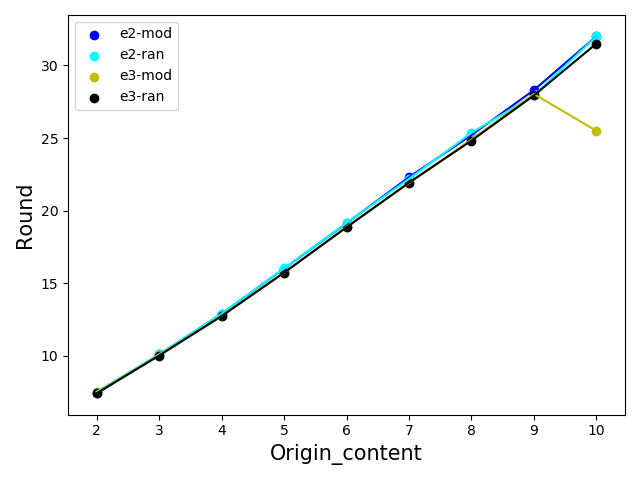 e2-mod
e2-ran
e3-mod
e3-ran
30
25
20
15
10
Round
2 3 4 5 6 7 8 9 10
Origin_content